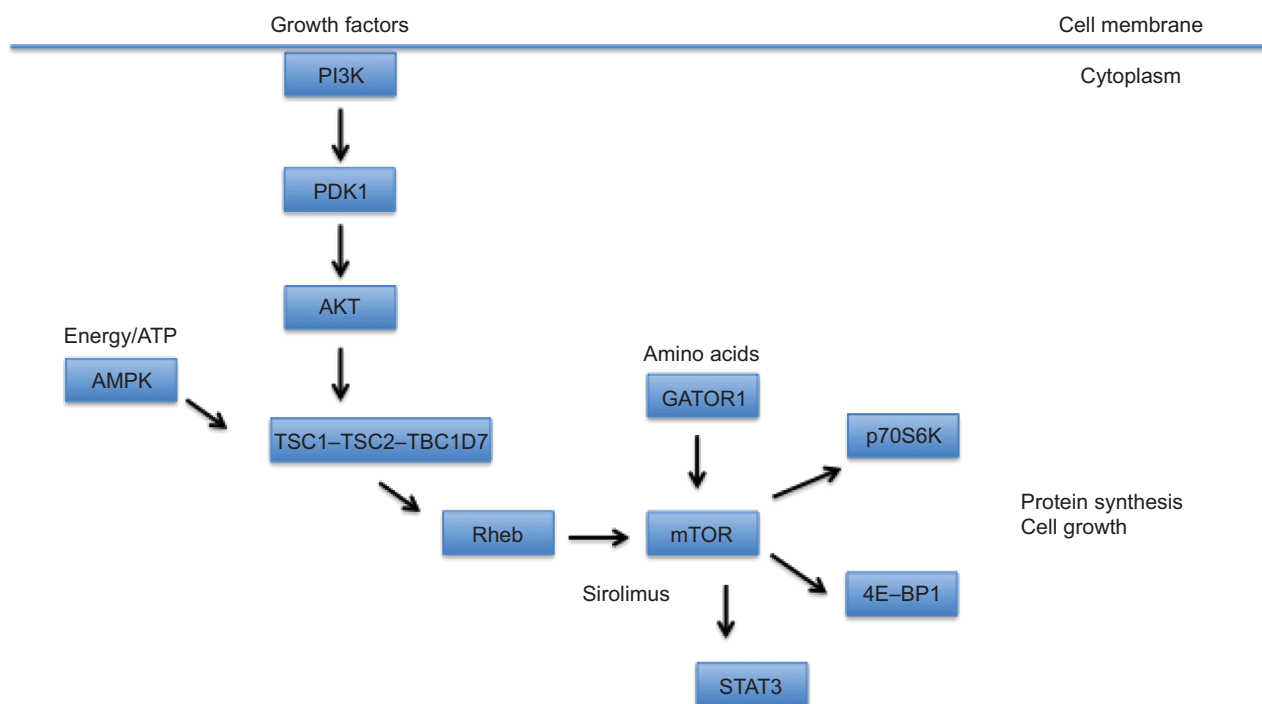 Growth factors
Cell membrane
PI3K
Cytoplasm
PDK1
AKT
Energy/ATP
AMPK
Amino acids
GATOR1
TSC1–TSC2–TBC1D7
p70S6K
Protein synthesis
Cell growth
Rheb
mTOR
Sirolimus
4E–BP1
STAT3